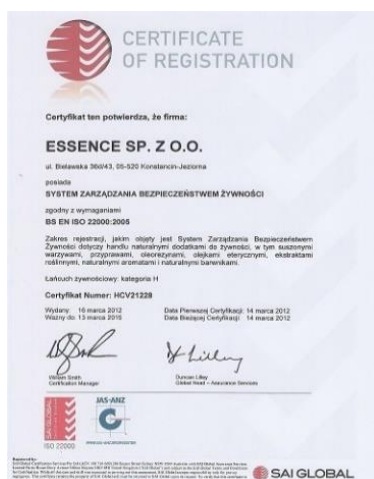 CERTIFICATE
OF REGISTRATION
Certyfikat ten potwierdza, że firma:
ESSENCE SP. Z O.O.
ul. Bielawska 36d/43, 05-520 Konstancin-Jeziorna
posiada
SYSTEM ZARZĄDZANIA BEZPIECZEŃSTWEM ŻYWNOŚCI
zgodny z wymaganiami
BS EN ISO 22000:2005
Zakres rejestracji, jakim objęty jest System Zarządzania Bezpieczeństwem
Żywności dotyczy handlu naturalnymi dodatkami do żywności, w tym suszonymi
warzywami, przyprawami, oleorezynami, olejkami eterycznymi, ekstraktami
roślinnymi, naturalnymi aromatami i naturalnymi barwnikami.
Łańcuch żywnościowy: kategoria H
Certyfikat Numer: HCV21229
Wydany: 16 marca 2012 Data Pierwszej Certyfikacji: 14 marca 2012
Ważny do: 13 marca 2015 Data Bieżącej Certyfikacji: 14 marca 2012
William Smith Duncan Lilley
Certification Manager Global Head – Assurance Services
JAS-ANZ
SAI GLOBAL
ISO 22000
SAI GLOBAL